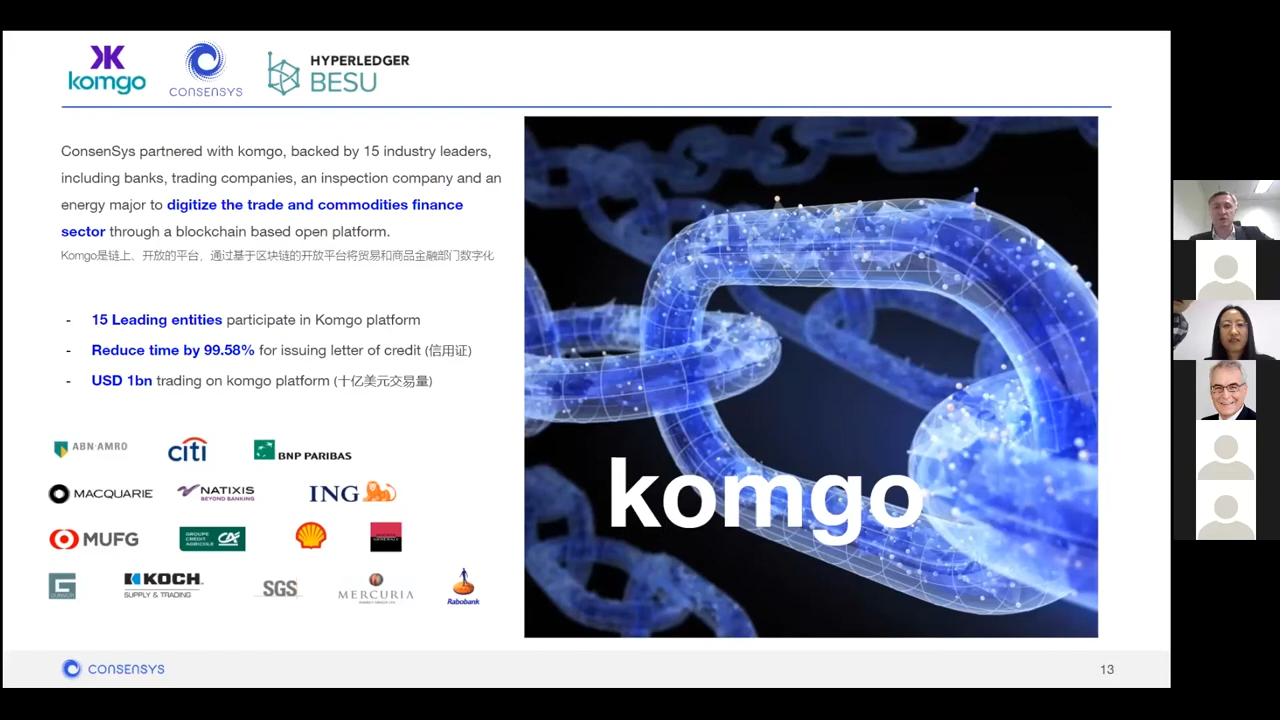 komgo
CONSENSYS
HYPERLEDGER
BESU
ConsenSys partnered with komgo, backed by 15 industry leaders,
including banks, trading companies, an inspection company and an
energy major to digitize the trade and commodities finance
sector through a blockchain based open platform.
Komgo是链上、开放的平台，通过基于区块链的开放平台将贸易和商品金融部门数字化
- 15 Leading entities participate in Komgo platform
- Reduce time by 99.58% for issuing letter of credit (信用证)
- USD 1bn trading on komgo platform (十亿美元交易量)
ABN·AMRO
citi
BNP PARIBAS
MACQUARIE
NATIXIS
BEYOND BANKING
ING
MUFG
GROUPE
CRÉDIT
AGRICOLE
CA
G
KOCH
SUPPLY & TRADING
SGS
MERCURIA
Rabobank
komgo
CONSENSYS
13